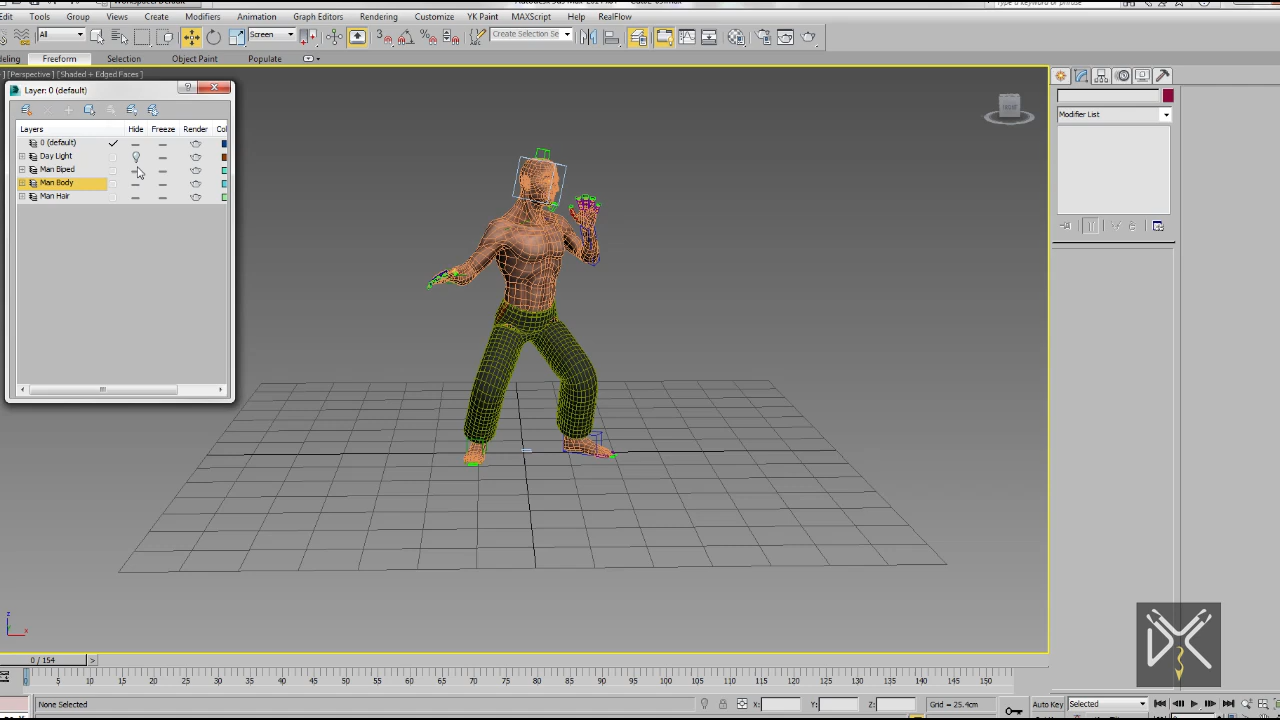 Edit Tools Group Views Create Modifiers Animation Graph Editors Rendering Customize YK Paint MAXScript Help RealFlow
All Screen Create Selection Se
Freeform Selection Object Paint Populate
[Perspective] [Shaded + Edged Faces]
Layer: 0 (default)
Layers Hide Freeze Render
0 (default)
Day Light
Man Biped
Man Body
Man Hair
Modifier List
z
x
0 / 154 >
5 10 15 20 25 30 35 40 45 50 55 60 65 70 75 80 85 90 95 100 105 110 115 120 125 130 135 140 145 150
None Selected X: Y: Z: Grid = 25.4cm Auto Key Selected